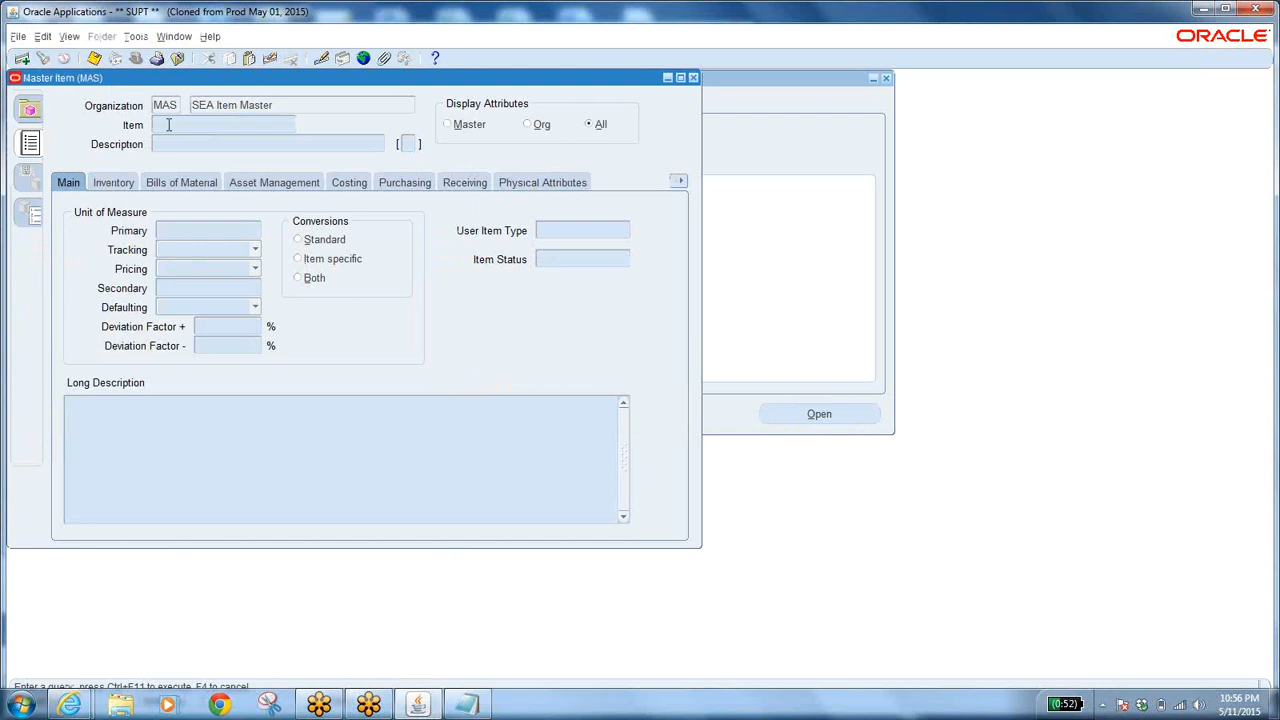 Oracle Applications - ** SUPT ** (Cloned from Prod May 01, 2015)
File Edit View Folder Tools Window Help
ORACLE
?
Master Item (MAS)
Organization MAS SEA Item Master
Display Attributes
Item
Master Org All
Description [ ]
Main Inventory Bills of Material Asset Management Costing Purchasing Receiving Physical Attributes
Unit of Measure
Conversions
Primary
User Item Type
Standard
Tracking
Item specific
Item Status
Pricing
Both
Secondary
Defaulting
Deviation Factor + %
Deviation Factor - %
Long Description
Open
Enter a query, press Ctrl+F11 to execute, F4 to cancel.
(0:52)
10:56 PM
5/11/2015